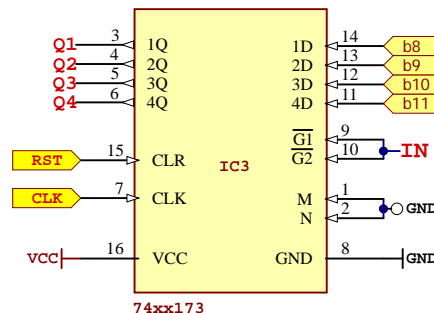 Q1 3 1Q 1D 14 b8
Q2 4 2Q 2D 13 b9
Q3 5 3Q 3D 12 b10
Q4 6 4Q 4D 11 b11
G1 9
G2 10 IN
RST 15 CLR IC3
CLK 7 CLK M 1
N 2 GND
VCC 16 VCC GND 8 GND
74xx173